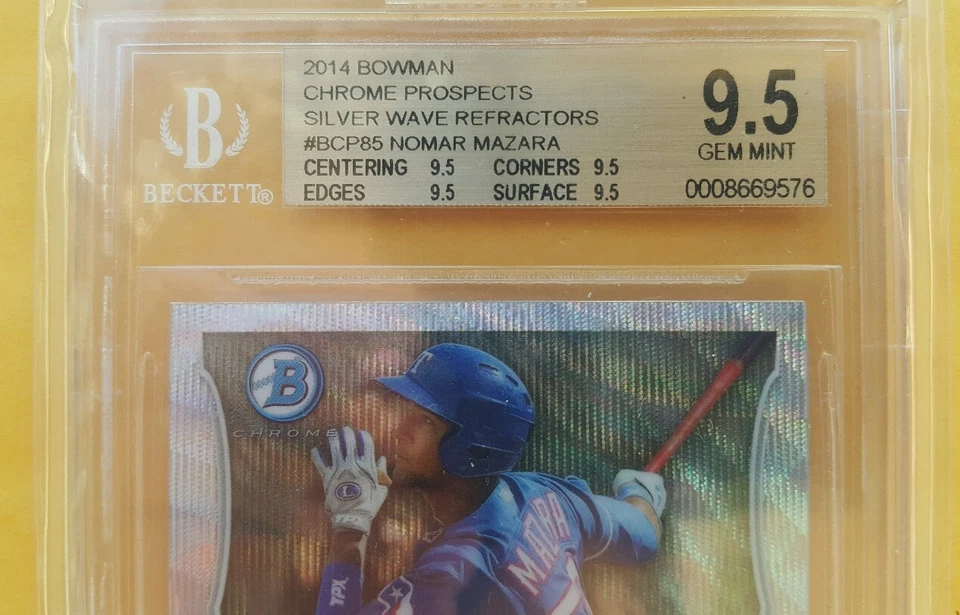 2014 BOWMAN
CHROME PROSPECTS
SILVER WAVE REFRACTORS
#BCP85 NOMAR MAZARA
CENTERING 9.5 CORNERS 9.5
EDGES 9.5 SURFACE 9.5
9.5
GEM MINT
0008669576
B
BECKETT®
B
CHROME
T
L
TPX